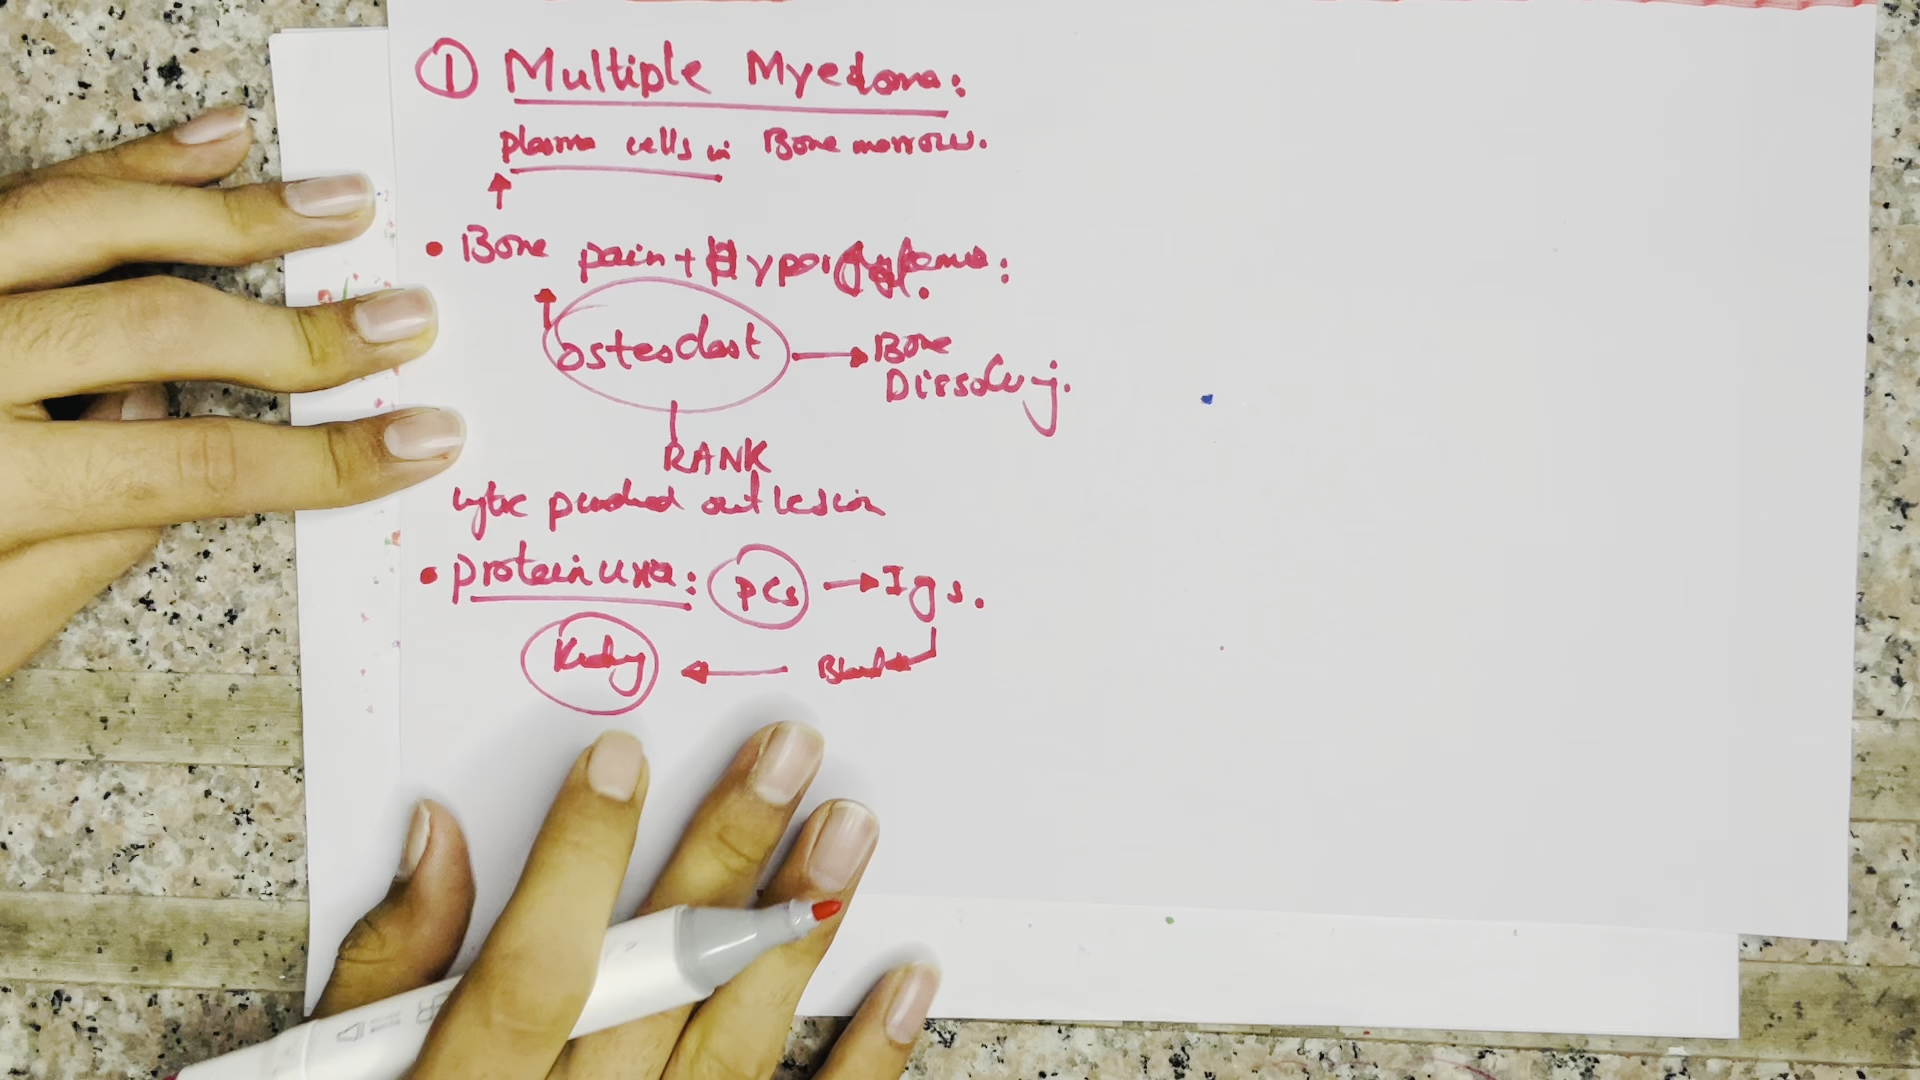 ① Multiple Myeloma:
↑ plasma cells in Bone marrow.
• Bone pain +
↑ Osteoclast → Bone
Dissolving.
RANK
lytic punched out lesion
• proteinuria: PCs → Igs.
Kidney ← Blood